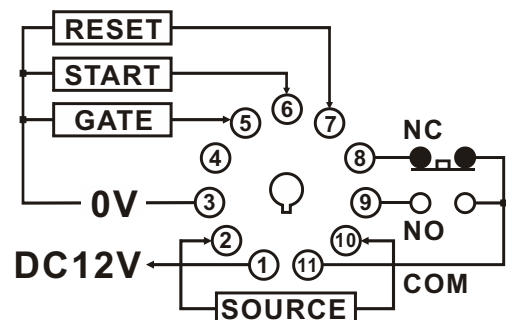 RESET
START
GATE
6
5
7
NC
4
8
0V
3
9
NO
2
10
DC12V
1
11
COM
SOURCE